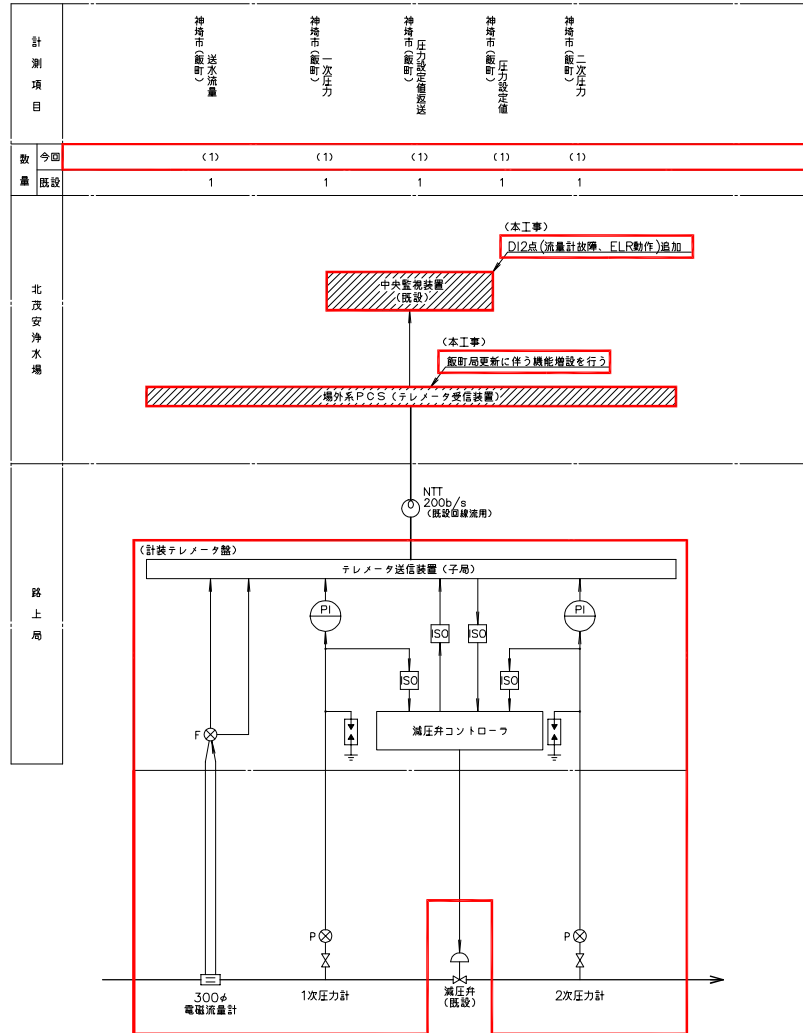 計測項目
神埼市(飯町)
送水流量
神埼市(飯町)
一次圧力
神埼市(飯町)
圧力設定値返送
神埼市(飯町)
圧力設定値
神埼市(飯町)
二次圧力
数量
今回
(1) (1) (1) (1) (1)
既設
1 1 1 1 1
北茂安浄水場
(本工事)
DI2点(流量計故障、ELR動作)追加
中央監視装置
(既設)
(本工事)
飯町局更新に伴う機能増設を行う
場外系PCS(テレメータ受信装置)
NTT
200b/s
(既設回線流用)
路上局
(計装テレメータ盤)
テレメータ送信装置(子局)
PI
PI
ISO
ISO
ISO
ISO
F
減圧弁コントローラ
P
P
300φ
電磁流量計
1次圧力計
減圧弁
(既設)
2次圧力計